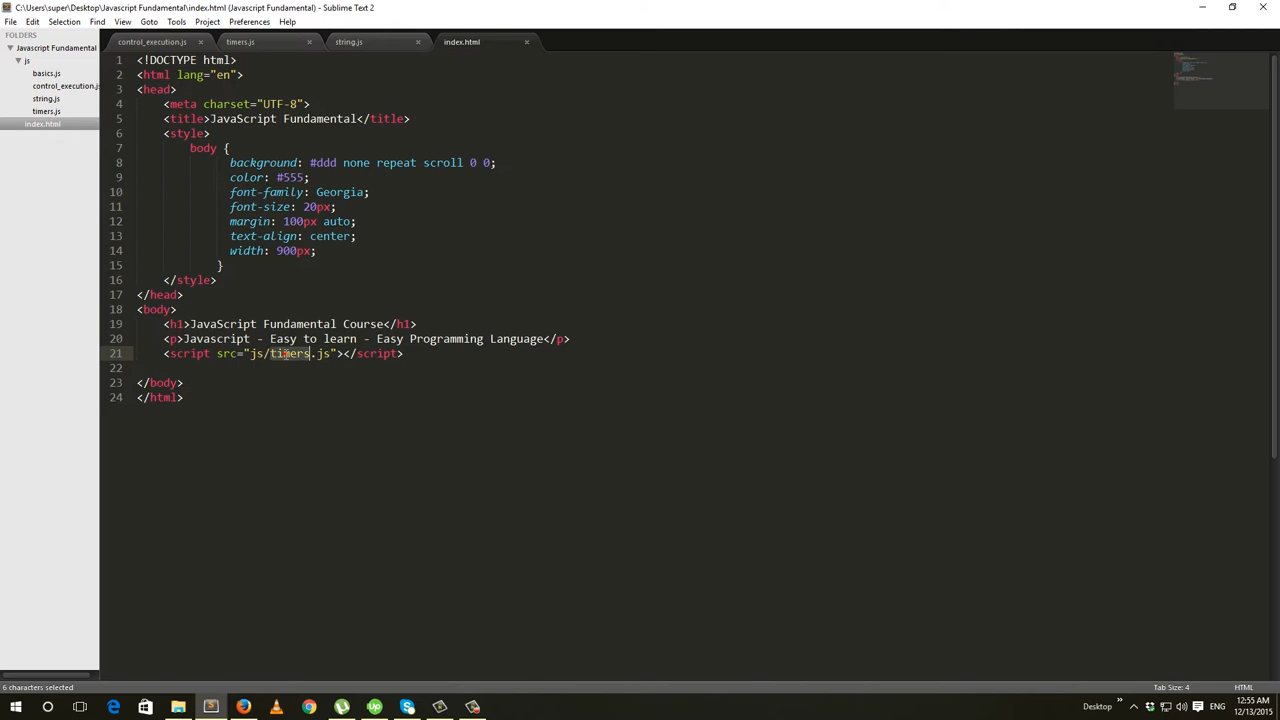 C:\Users\super\Desktop\Javascript Fundamental\index.html (Javascript Fundamental) - Sublime Text 2
File Edit Selection Find View Goto Tools Project Preferences Help
FOLDERS
Javascript Fundamental
js
basics.js
control_execution.js
string.js
timers.js
index.html
control_execution.js timers.js string.js index.html
1 <!DOCTYPE html>
2 <html lang="en">
3 <head>
4 <meta charset="UTF-8">
5 <title>JavaScript Fundamental</title>
6 <style>
7 body {
8 background: #ddd none repeat scroll 0 0;
9 color: #555;
10 font-family: Georgia;
11 font-size: 20px;
12 margin: 100px auto;
13 text-align: center;
14 width: 900px;
15 }
16 </style>
17 </head>
18 <body>
19 <h1>JavaScript Fundamental Course</h1>
20 <p>Javascript - Easy to learn - Easy Programming Language</p>
21 <script src="js/timers.js"></script>
22
23 </body>
24 </html>
6 characters selected Tab Size: 4 HTML
Desktop ENG 12:55 AM
12/13/2015